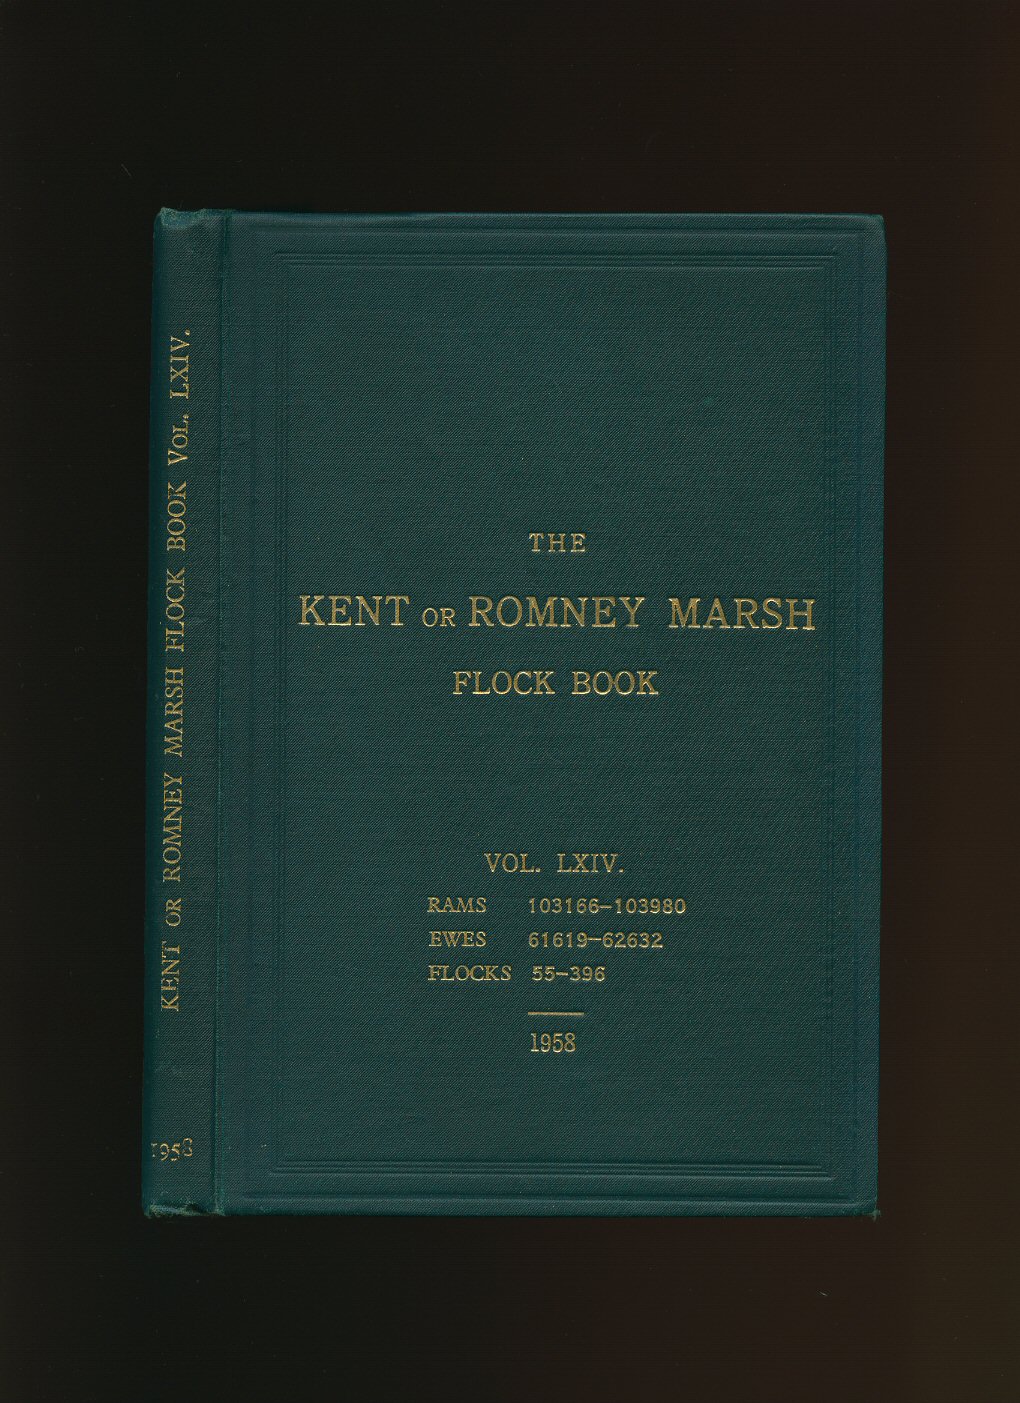 KENT OR ROMNEY MARSH FLOCK BOOK VOL. LXIV.
1958
THE
KENT OR ROMNEY MARSH
FLOCK BOOK
VOL. LXIV.
RAMS 103166–103980
EWES 61619–62632
FLOCKS 55–396
1958